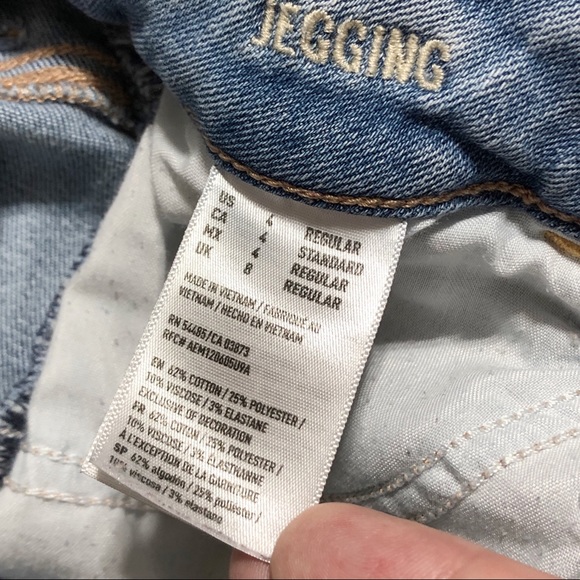 JEGGING
US 4 REGULAR
CA 4 STANDARD
MX 4 REGULAR
UK 8 REGULAR
MADE IN VIETNAM / FABRIQUÉ AU
VIETNAM / HECHO EN VIETNAM
RN 54485/CA 03073
RFC# AEM120605U9A
EN 62% COTTON / 25% POLYESTER /
10% VISCOSE / 3% ELASTANE
EXCLUSIVE OF DECORATION
FR 62% COTON / 25% POLYESTER /
10% VISCOSE / 3% ÉLASTHANNE
À L'EXCEPTION DE LA GARNITURE
SP 62% algodón / 25% poliéster /
10% viscosa / 3% elastano